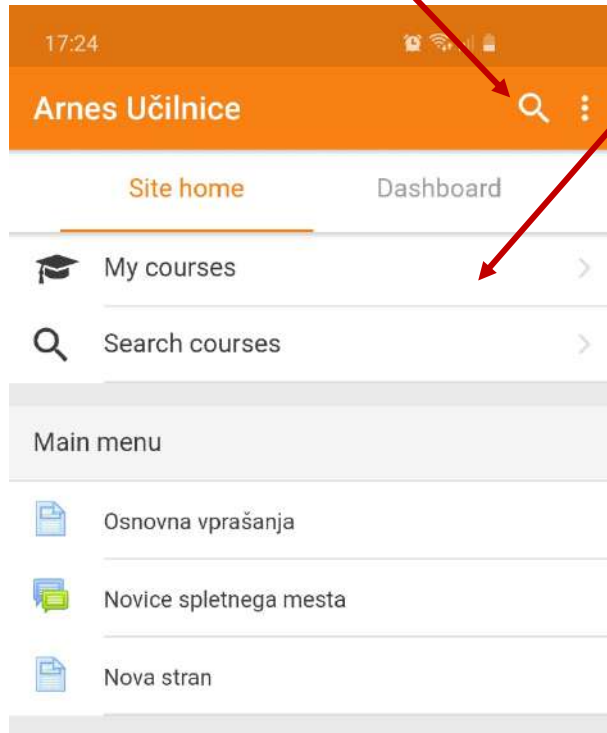 17:24
Arnes Učilnice
Site home Dashboard
My courses
Search courses
Main menu
Osnovna vprašanja
Novice spletnega mesta
Nova stran